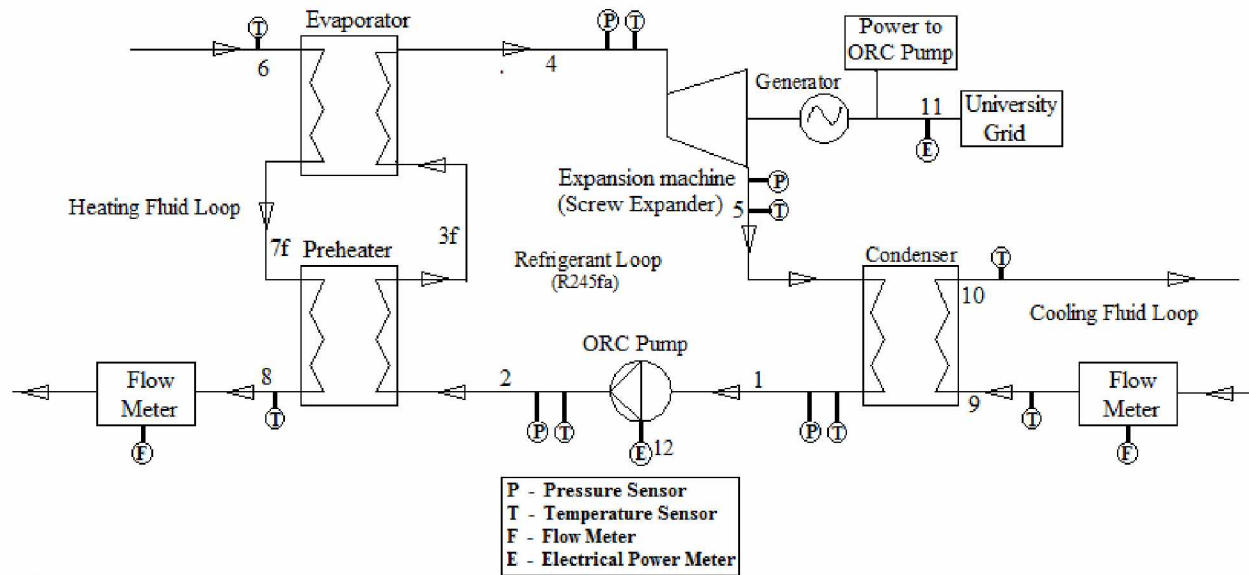 Evaporator
T
6
4
P
T
Power to
ORC Pump
Generator
11
University
Grid
E
Expansion machine
(Screw Expander)
P
5
T
Heating Fluid Loop
7f
3f
Preheater
Refrigerant Loop
(R245fa)
Condenser
T
10
Cooling Fluid Loop
ORC Pump
Flow
Meter
F
8
T
2
P
T
E
12
1
P
T
9
T
Flow
Meter
F
P - Pressure Sensor
T - Temperature Sensor
F - Flow Meter
E - Electrical Power Meter